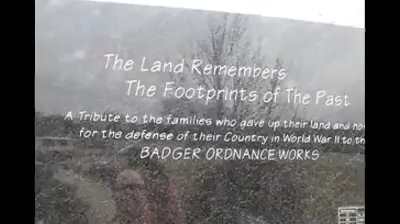 The Land Remembers
The Footprints of The Past
A Tribute to the families who gave up their land and
for the defense of their Country in World War II to
BADGER ORDNANCE WORKS